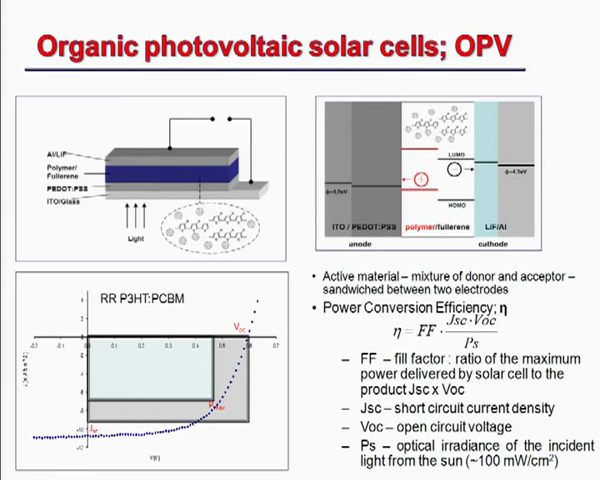 Organic photovoltaic solar cells; OPV
Al/LiF
Polymer/
Fullerene
PEDOT:PSS
ITO/Glass
Light
LUMO
HOMO
ITO / PEDOT:PSS
polymer/fullerene
LiF/Al
anode
cathode
RR P3HT:PCBM
Voc
Jsc
V(V)
• Active material – mixture of donor and acceptor –
sandwiched between two electrodes
• Power Conversion Efficiency; η
η = FF · Jsc·Voc / Ps
– FF – fill factor : ratio of the maximum
power delivered by solar cell to the
product Jsc x Voc
– Jsc – short circuit current density
– Voc – open circuit voltage
– Ps – optical irradiance of the incident
light from the sun (~100 mW/cm²)